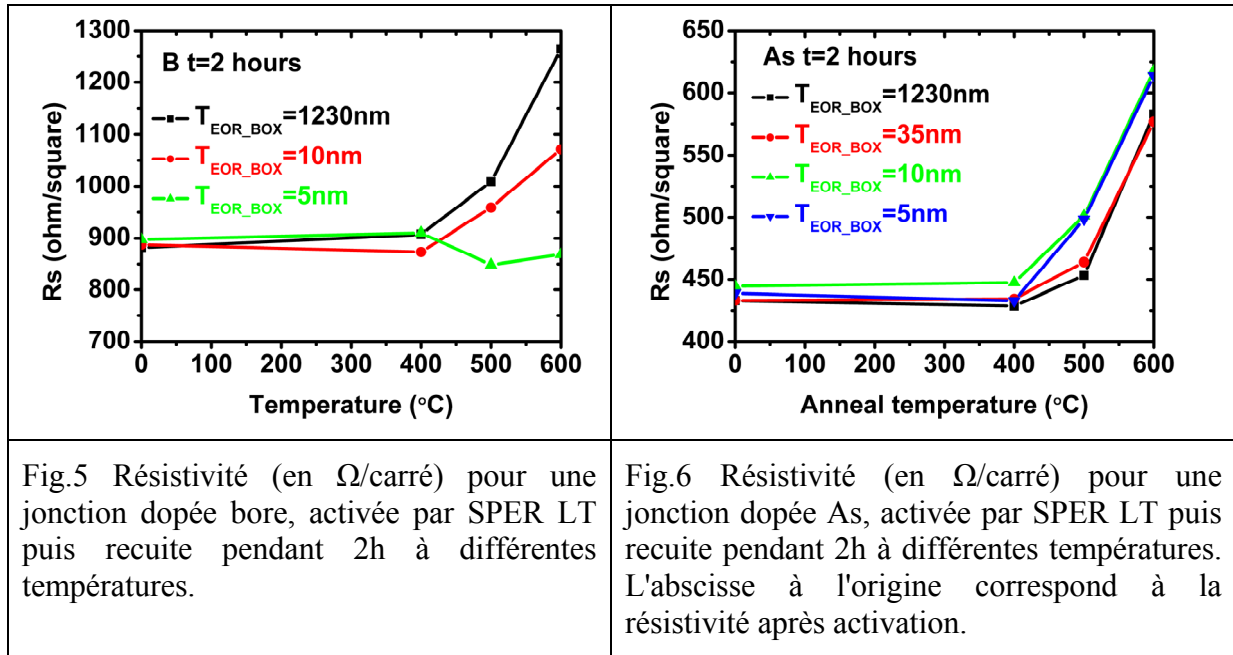 1300
1200
1100
1000
900
800
700
Rs (ohm/square)
0 100 200 300 400 500 600
Temperature (°C)
B t=2 hours
T_EOR_BOX=1230nm
T_EOR_BOX=10nm
T_EOR_BOX=5nm
650
600
550
500
450
400
Rs (ohm/square)
0 100 200 300 400 500 600
Anneal temperature (°C)
As t=2 hours
T_EOR_BOX=1230nm
T_EOR_BOX=35nm
T_EOR_BOX=10nm
T_EOR_BOX=5nm
Fig.5 Résistivité (en Ω/carré) pour une
jonction dopée bore, activée par SPER LT
puis recuite pendant 2h à différentes
températures.
Fig.6 Résistivité (en Ω/carré) pour une
jonction dopée As, activée par SPER LT puis
recuite pendant 2h à différentes températures.
L'abscisse à l'origine correspond à la
résistivité après activation.